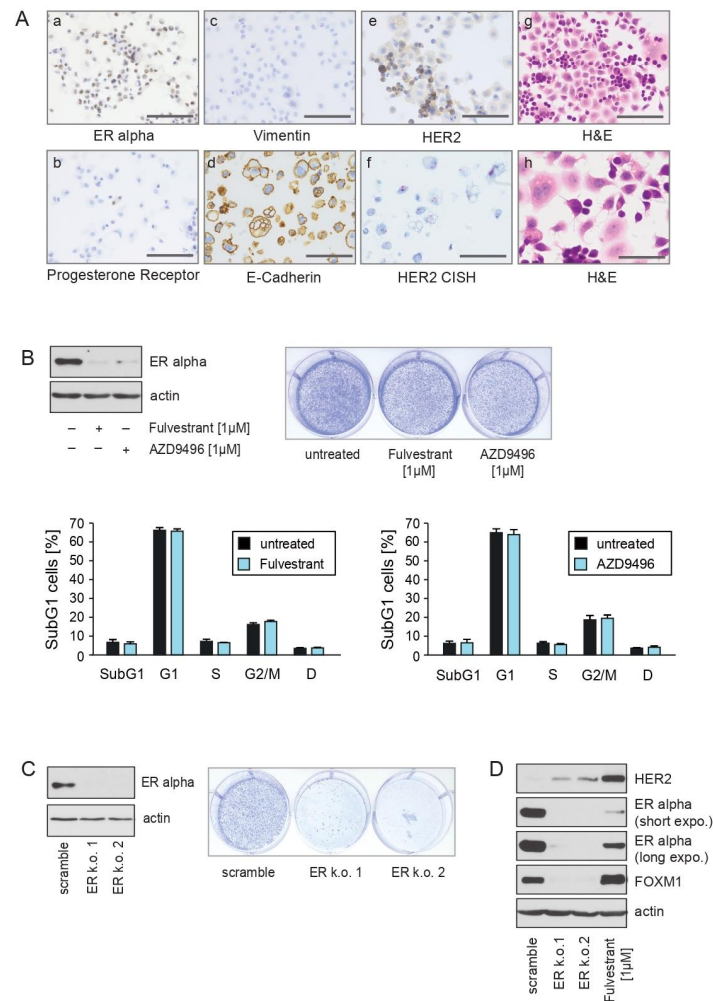 A
a
c
e
g
ER alpha
Vimentin
HER2
H&E
b
d
f
h
Progesterone Receptor
E-Cadherin
HER2 CISH
H&E
B
ER alpha
actin
– + – Fulvestrant [1µM]
– – + AZD9496 [1µM]
untreated
Fulvestrant
[1µM]
AZD9496
[1µM]
SubG1 cells [%]
70
60
50
40
30
20
10
0
untreated
Fulvestrant
SubG1 G1 S G2/M D
SubG1 cells [%]
70
60
50
40
30
20
10
0
untreated
AZD9496
SubG1 G1 S G2/M D
C
ER alpha
actin
scramble
ER k.o. 1
ER k.o. 2
scramble
ER k.o. 1
ER k.o. 2
D
HER2
ER alpha
(short expo.)
ER alpha
(long expo.)
FOXM1
actin
scramble
ER k.o.1
ER k.o.2
Fulvestrant
[1µM]